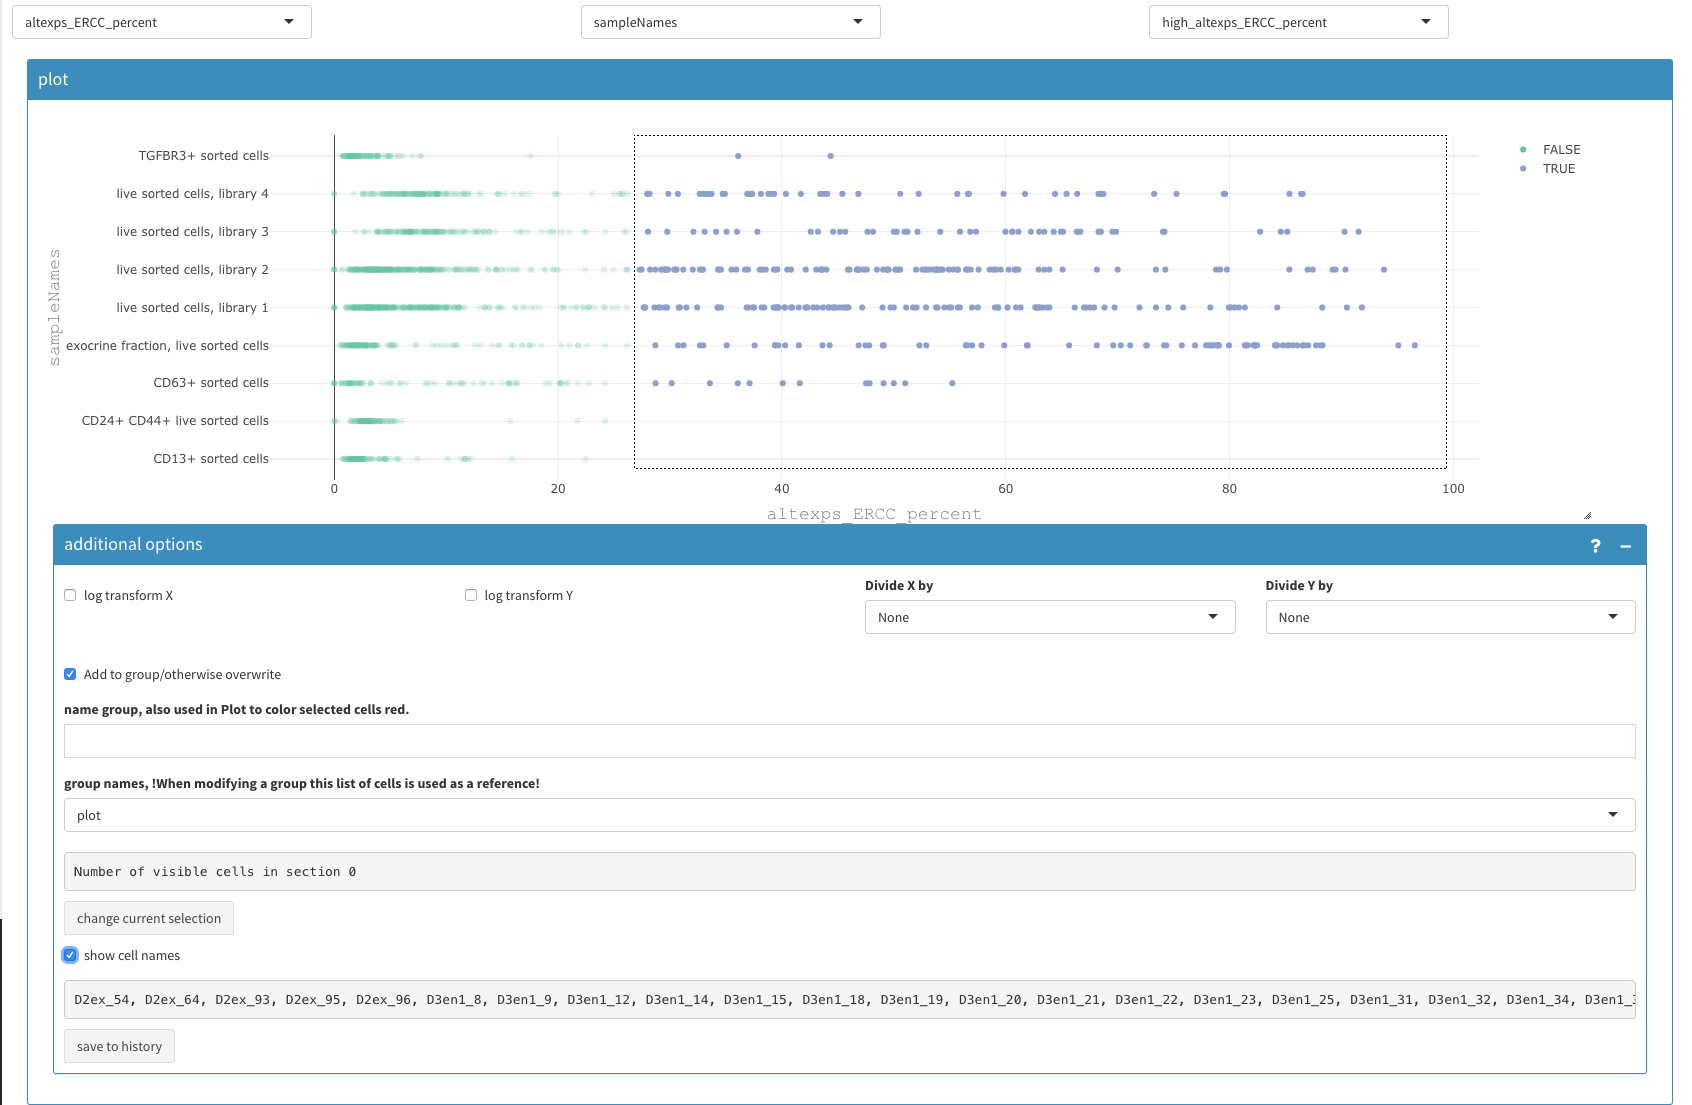 altexps_ERCC_percent
sampleNames
high_altexps_ERCC_percent
plot
sampleNames
TGFBR3+ sorted cells
live sorted cells, library 4
live sorted cells, library 3
live sorted cells, library 2
live sorted cells, library 1
exocrine fraction, live sorted cells
CD63+ sorted cells
CD24+ CD44+ live sorted cells
CD13+ sorted cells
0 20 40 60 80 100
altexps_ERCC_percent
FALSE
TRUE
additional options
? −
log transform X
log transform Y
Divide X by
None
Divide Y by
None
Add to group/otherwise overwrite
name group, also used in Plot to color selected cells red.
group names, !When modifying a group this list of cells is used as a reference!
plot
Number of visible cells in section 0
change current selection
show cell names
D2ex_54, D2ex_64, D2ex_93, D2ex_95, D2ex_96, D3en1_8, D3en1_9, D3en1_12, D3en1_14, D3en1_15, D3en1_18, D3en1_19, D3en1_20, D3en1_21, D3en1_22, D3en1_23, D3en1_25, D3en1_31, D3en1_32, D3en1_34,
save to history